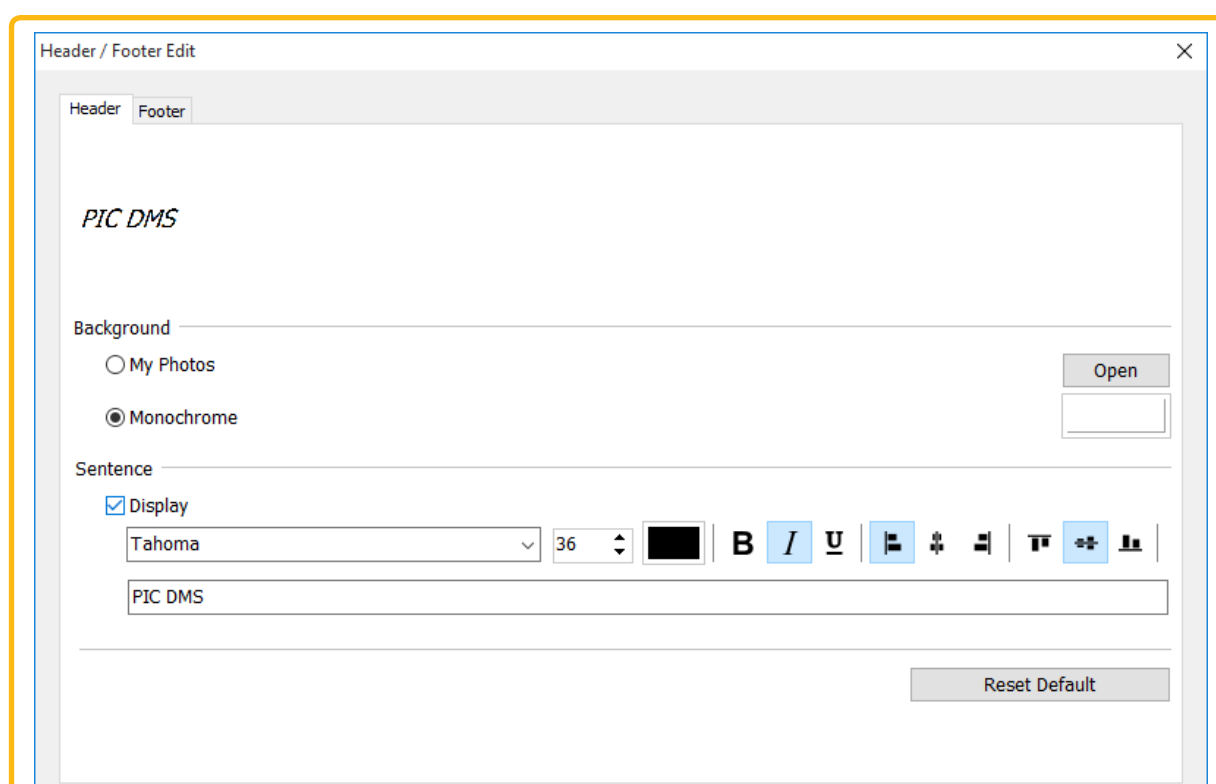 Header / Footer Edit
Header Footer
PIC DMS
Background
My Photos
Open
Monochrome
Sentence
Display
Tahoma 36 B I U
PIC DMS
Reset Default